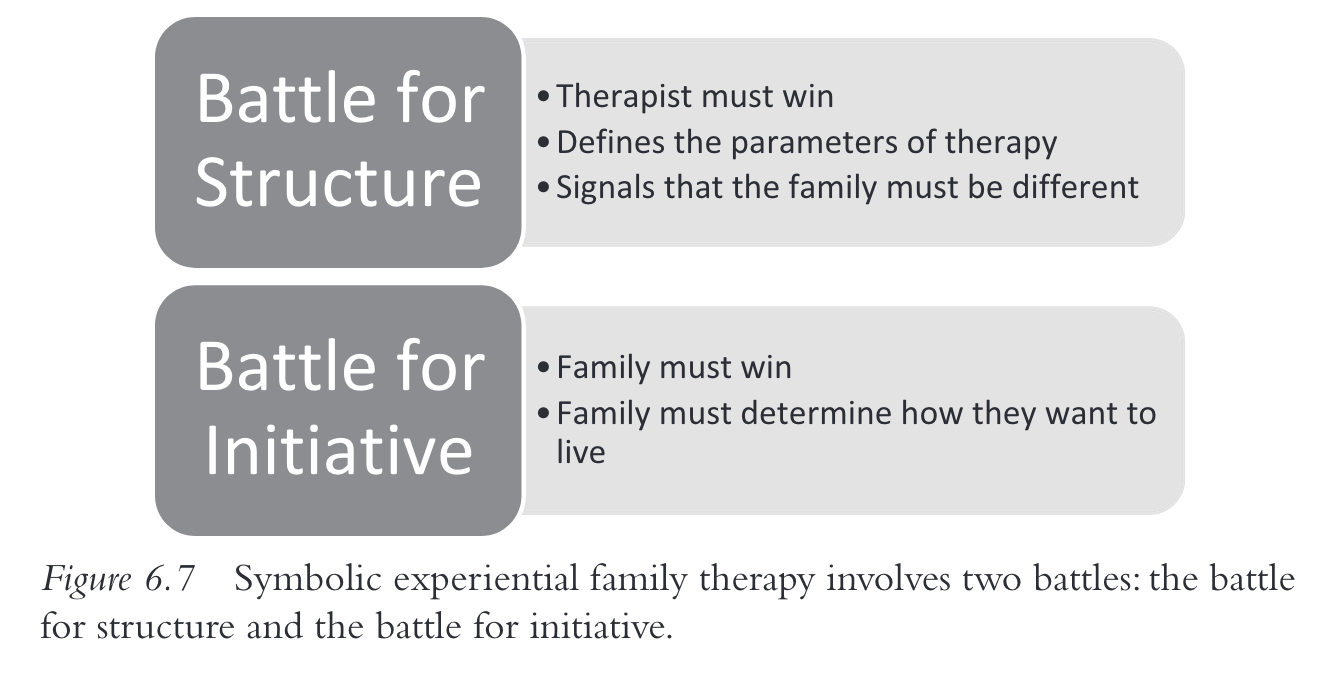 Battle for
Structure
• Therapist must win
• Defines the parameters of therapy
• Signals that the family must be different
Battle for
Initiative
• Family must win
• Family must determine how they want to
live
Figure 6.7 Symbolic experiential family therapy involves two battles: the battle
for structure and the battle for initiative.